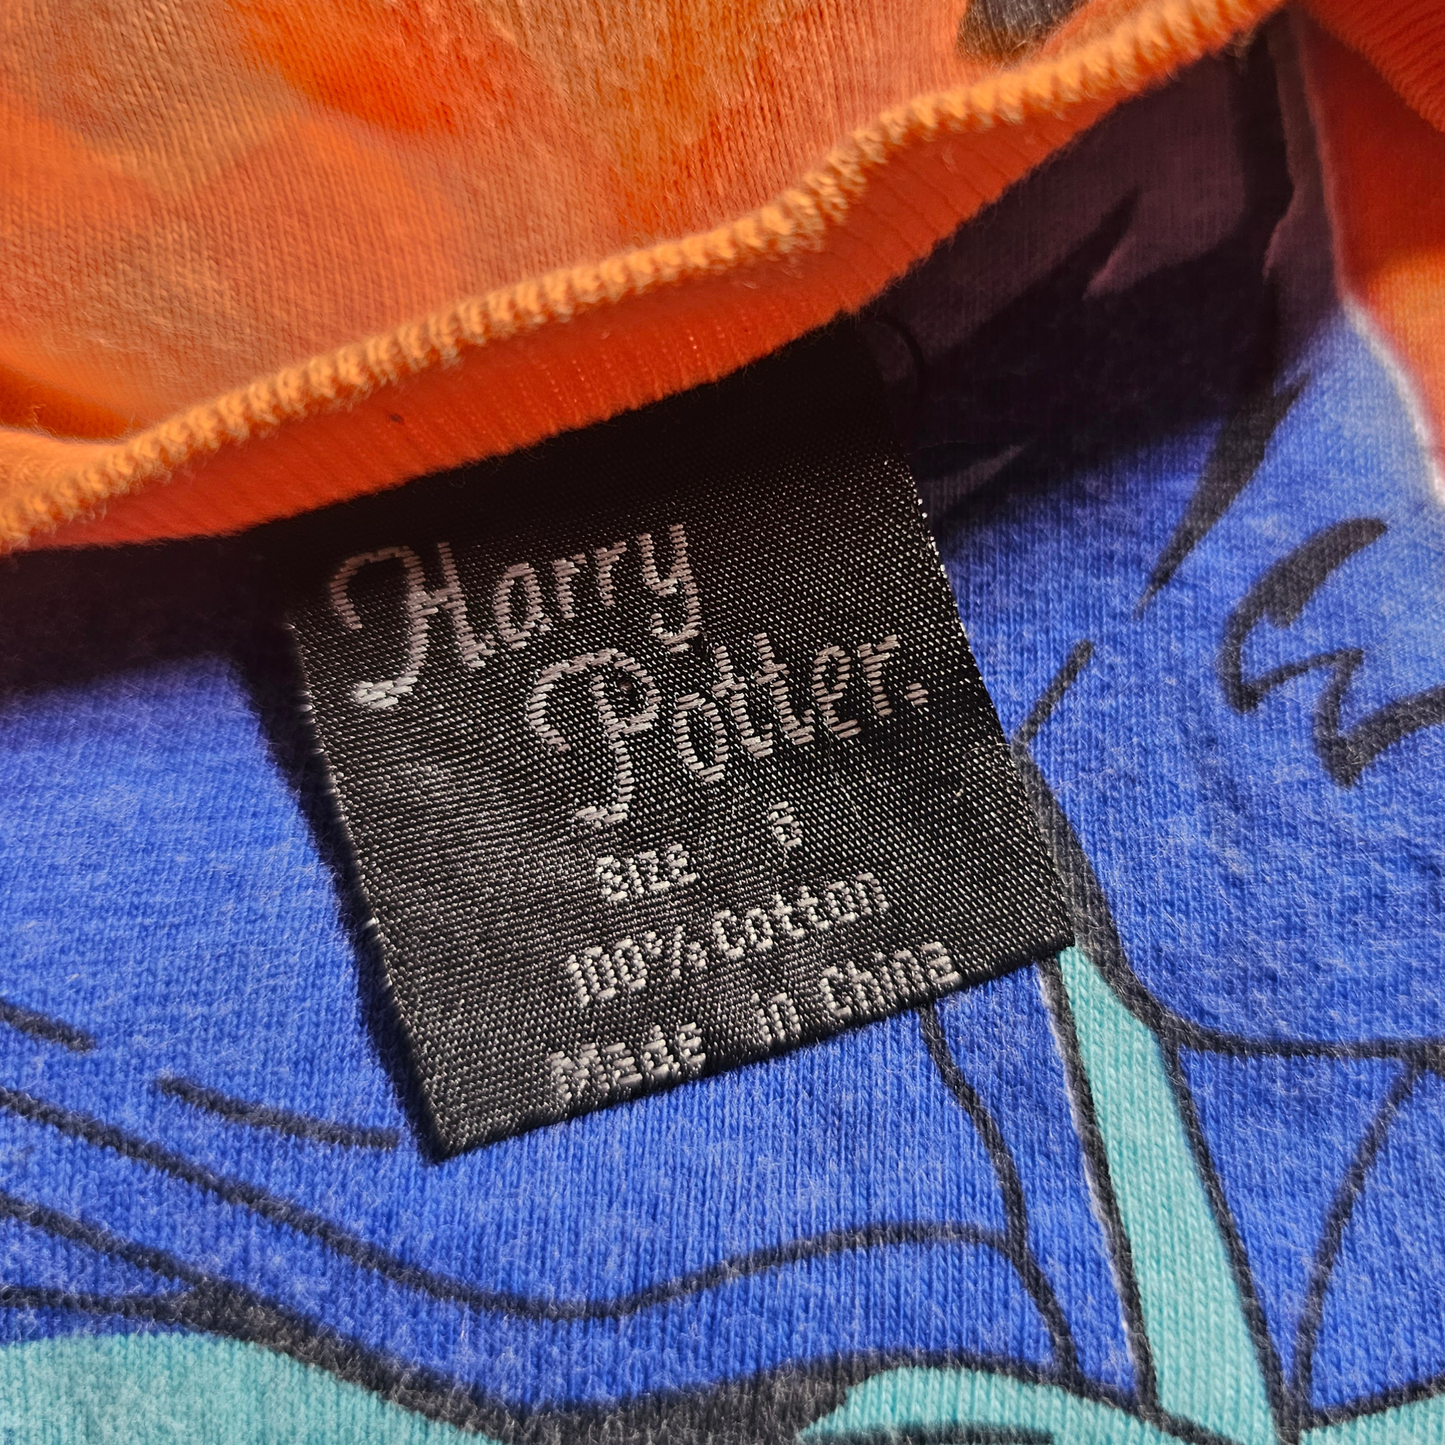 Harry
Potter.
SIZE 6
100% Cotton
Made in China